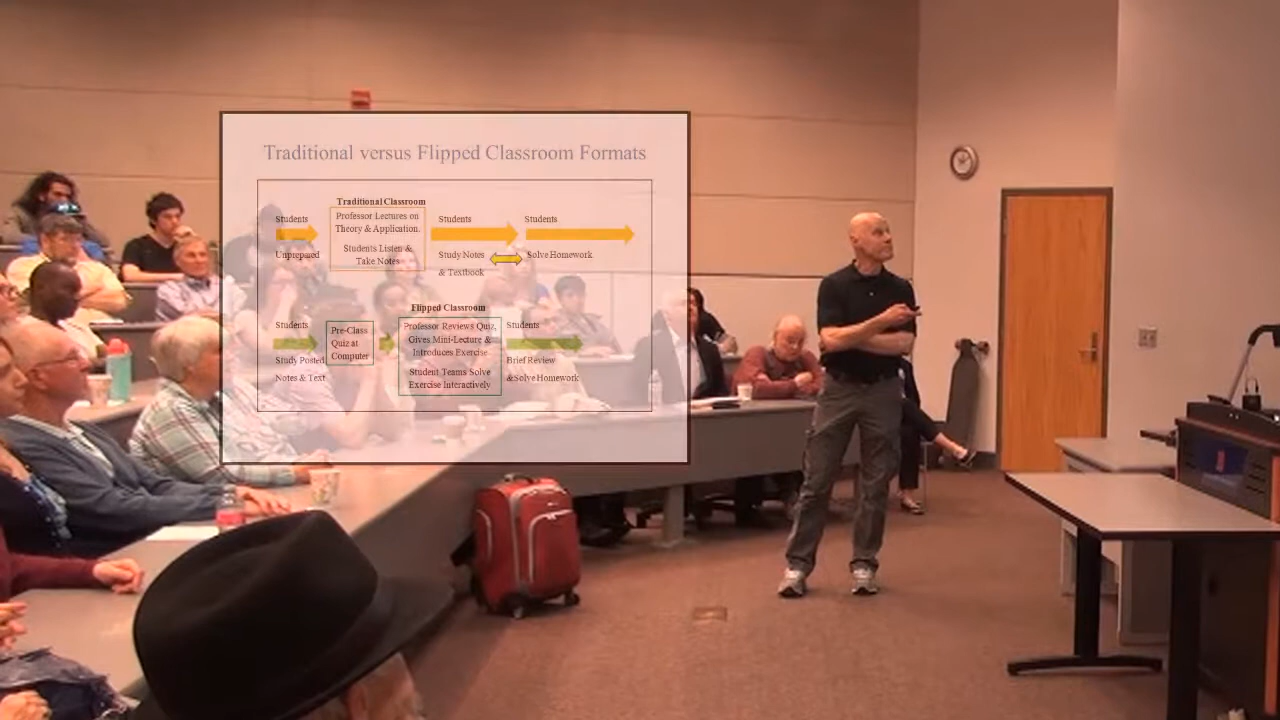 Traditional versus Flipped Classroom Formats
Traditional Classroom
Students
Unprepared
Professor Lectures on
Theory & Application.
Students Listen &
Take Notes
Students
Study Notes
& Textbook
Students
Solve Homework
Flipped Classroom
Students
Study Posted
Notes & Text
Pre-Class
Quiz at
Computer
Professor Reviews Quiz,
Gives Mini-Lecture &
Introduces Exercise
Student Teams Solve
Exercise Interactively
Students
Brief Review
&Solve Homework